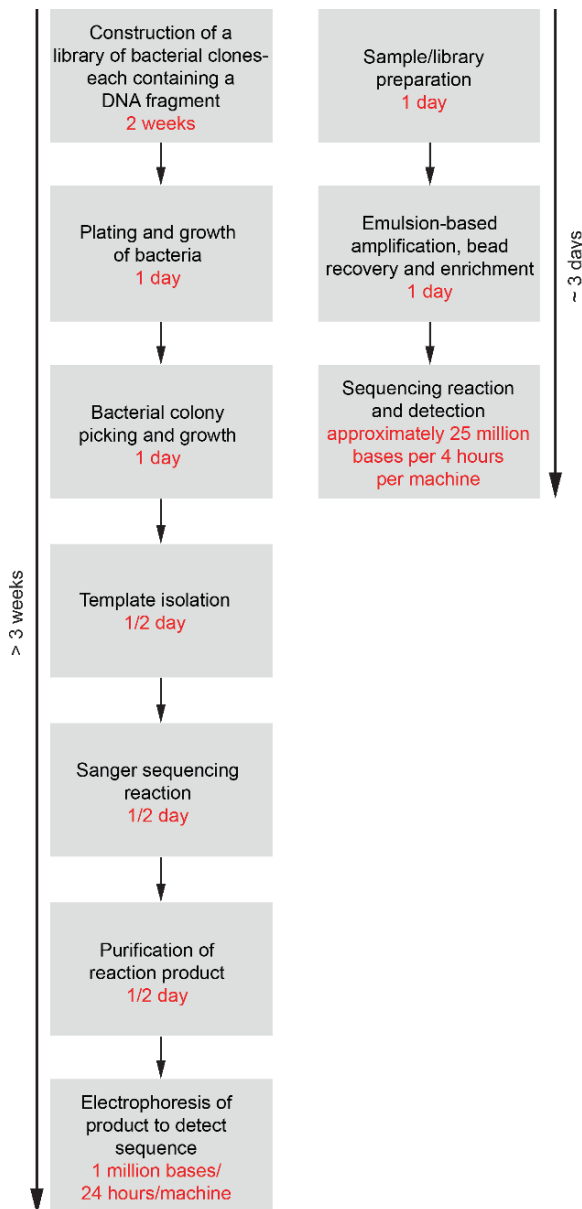 Construction of a
library of bacterial clones-
each containing a
DNA fragment
2 weeks
Plating and growth
of bacteria
1 day
Bacterial colony
picking and growth
1 day
Template isolation
1/2 day
Sanger sequencing
reaction
1/2 day
Purification of
reaction product
1/2 day
Electrophoresis of
product to detect
sequence
1 million bases/
24 hours/machine
> 3 weeks
Sample/library
preparation
1 day
Emulsion-based
amplification, bead
recovery and enrichment
1 day
Sequencing reaction
and detection
approximately 25 million
bases per 4 hours
per machine
~ 3 days